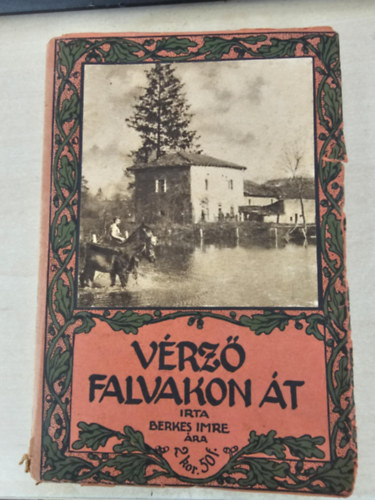 VÉRZŐ
FALVAKON ÁT
IRTA
BERKES IMRE
ÁRA
2 kor. 50 f.